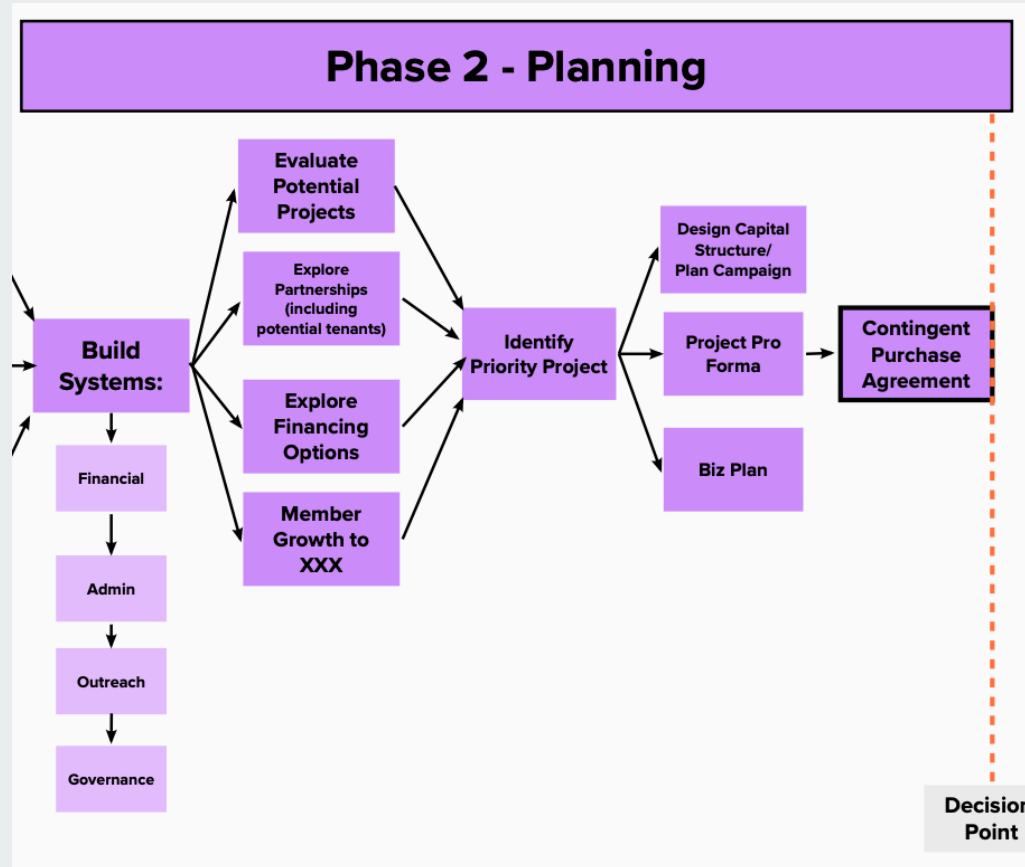 Phase 2 - Planning
Evaluate
Potential
Projects
Explore
Partnerships
(including
potential tenants)
Explore
Financing
Options
Member
Growth to
XXX
Build
Systems:
Financial
Admin
Outreach
Governance
Identify
Priority Project
Design Capital
Structure/
Plan Campaign
Project Pro
Forma
Biz Plan
Contingent
Purchase
Agreement
Decision
Point